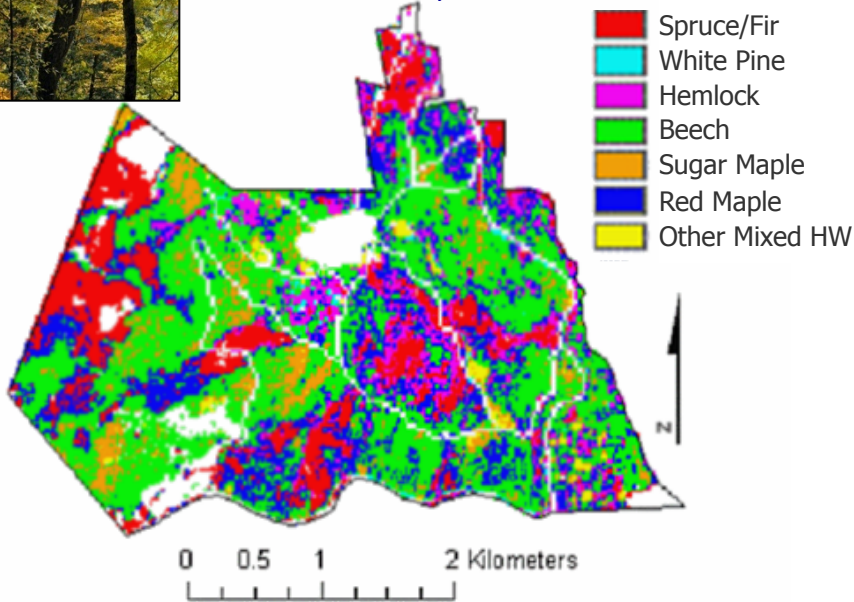 Spruce/Fir
White Pine
Hemlock
Beech
Sugar Maple
Red Maple
Other Mixed HW
N
0 0.5 1 2 Kilometers